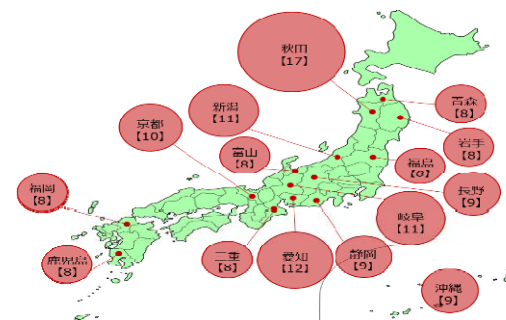 秋田
【17】
新潟
【11】
京都
【10】
富山
【8】
福岡
【8】
鹿児島
【8】
三重
【8】
愛知
【12】
静岡
【9】
岐阜
【11】
長野
【9】
福島
【9】
岩手
【8】
青森
【8】
沖縄
【9】